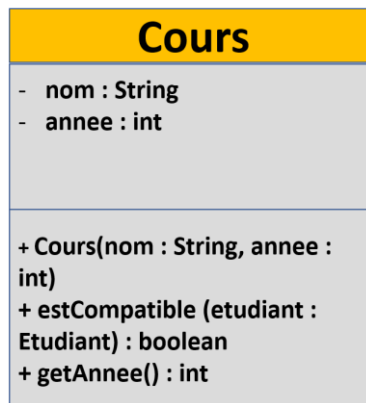 Cours
- nom : String
- annee : int
+ Cours(nom : String, annee :
int)
+ estCompatible (etudiant :
Etudiant) : boolean
+ getAnnee() : int